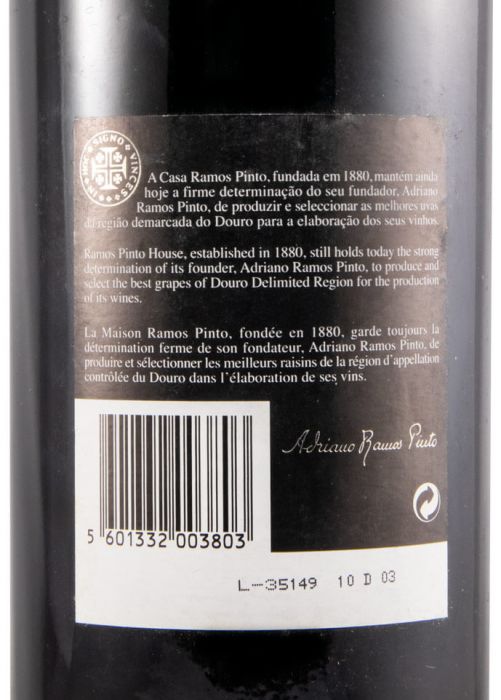 IN HOC SIGNO VINCES
A Casa Ramos Pinto, fundada em 1880, mantém ainda
hoje a firme determinação do seu fundador, Adriano
Ramos Pinto, de produzir e seleccionar as melhores uvas
da região demarcada do Douro para a elaboração dos seus vinhos.
Ramos Pinto House, established in 1880, still holds today the strong
determination of its founder, Adriano Ramos Pinto, to produce and
select the best grapes of Douro Delimited Region for the production
of its wines.
La Maison Ramos Pinto, fondée en 1880, garde toujours la
détermination ferme de son fondateur, Adriano Ramos Pinto, de
produire et sélectionner les meilleurs raisins de la région d'appellation
contrôlée du Douro dans l'élaboration de ses vins.
Adriano Ramos Pinto
5 601332 003803
L-35149 10 D 03